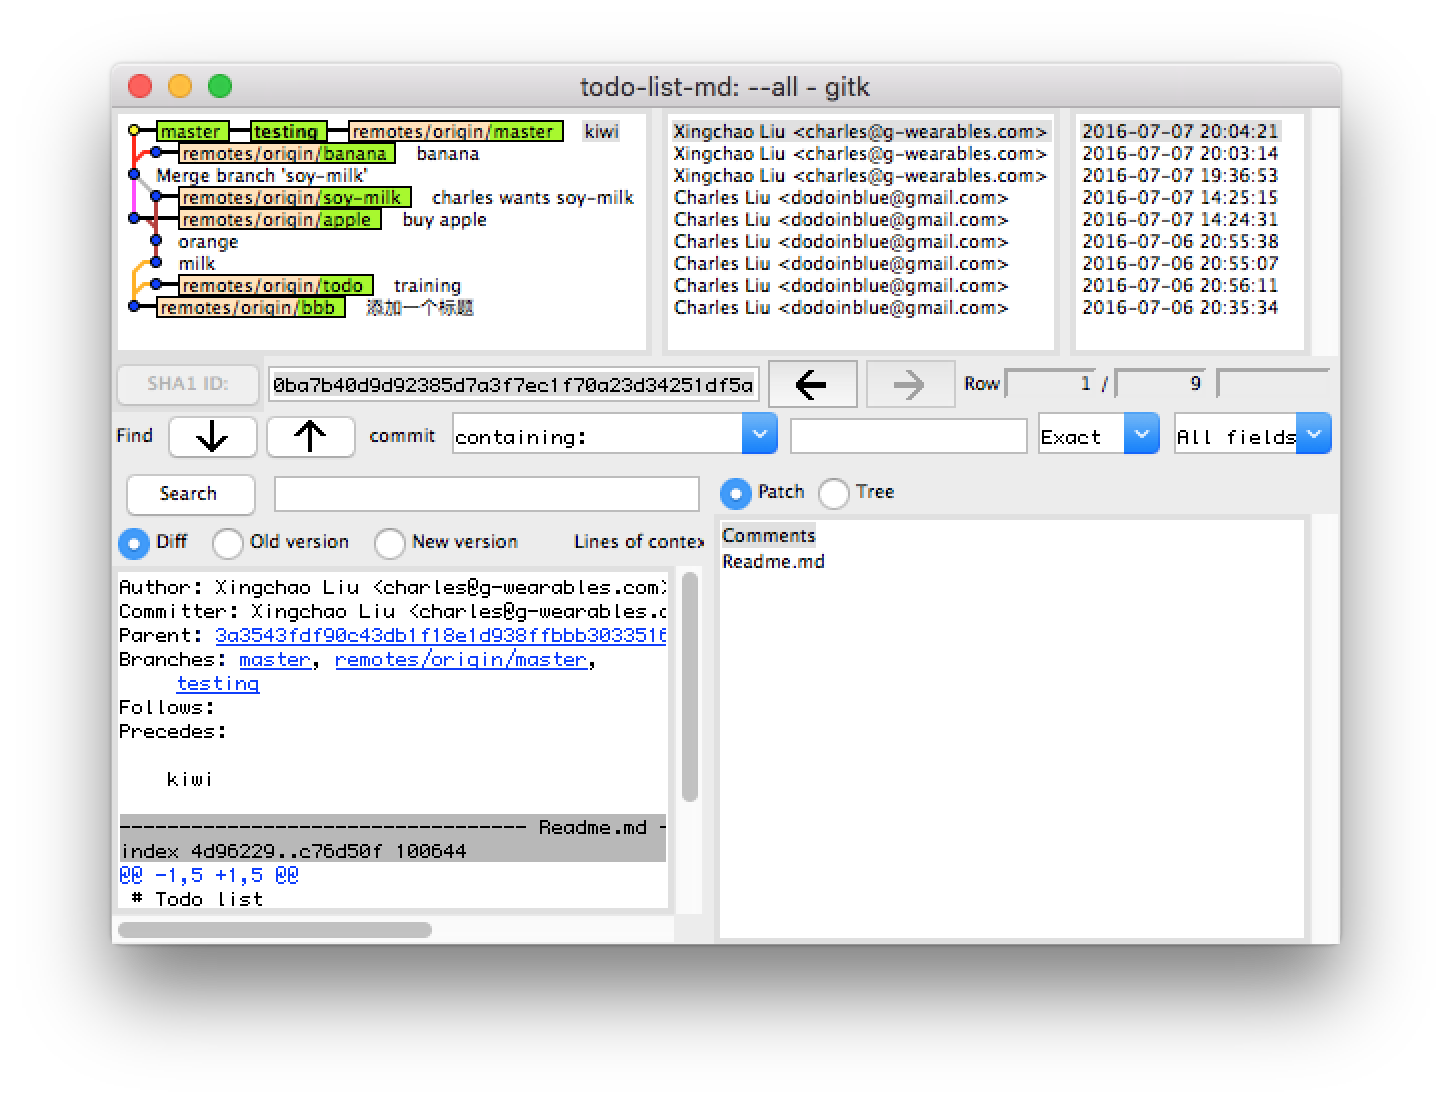 todo-list-md: --all - gitk
master testing remotes/origin/master kiwi Xingchao Liu <charles@g-wearables.com> 2016-07-07 20:04:21
remotes/origin/banana banana Xingchao Liu <charles@g-wearables.com> 2016-07-07 20:03:14
Merge branch 'soy-milk' Xingchao Liu <charles@g-wearables.com> 2016-07-07 19:36:53
remotes/origin/soy-milk charles wants soy-milk Charles Liu <dodoinblue@gmail.com> 2016-07-07 14:25:15
remotes/origin/apple buy apple Charles Liu <dodoinblue@gmail.com> 2016-07-07 14:24:31
orange Charles Liu <dodoinblue@gmail.com> 2016-07-06 20:55:38
milk Charles Liu <dodoinblue@gmail.com> 2016-07-06 20:55:07
remotes/origin/todo training Charles Liu <dodoinblue@gmail.com> 2016-07-06 20:56:11
remotes/origin/bbb 添加一个标题 Charles Liu <dodoinblue@gmail.com> 2016-07-06 20:35:34
SHA1 ID: 0ba7b40d9d92385d7a3f7ec1f70a23d34251df5a Row 1 / 9
Find commit containing: Exact All fields
Search
Patch Tree
Diff Old version New version Lines of contex
Comments
Readme.md
Author: Xingchao Liu <charles@g-wearables.com>
Committer: Xingchao Liu <charles@g-wearables.c
Parent: 3a3543fdf90c43db1f18e1d938ffbbb3033516
Branches: master, remotes/origin/master,
testing
Follows:
Precedes:
kiwi
---------------------------------- Readme.md -
index 4d96229..c76d50f 100644
@@ -1,5 +1,5 @@
# Todo list